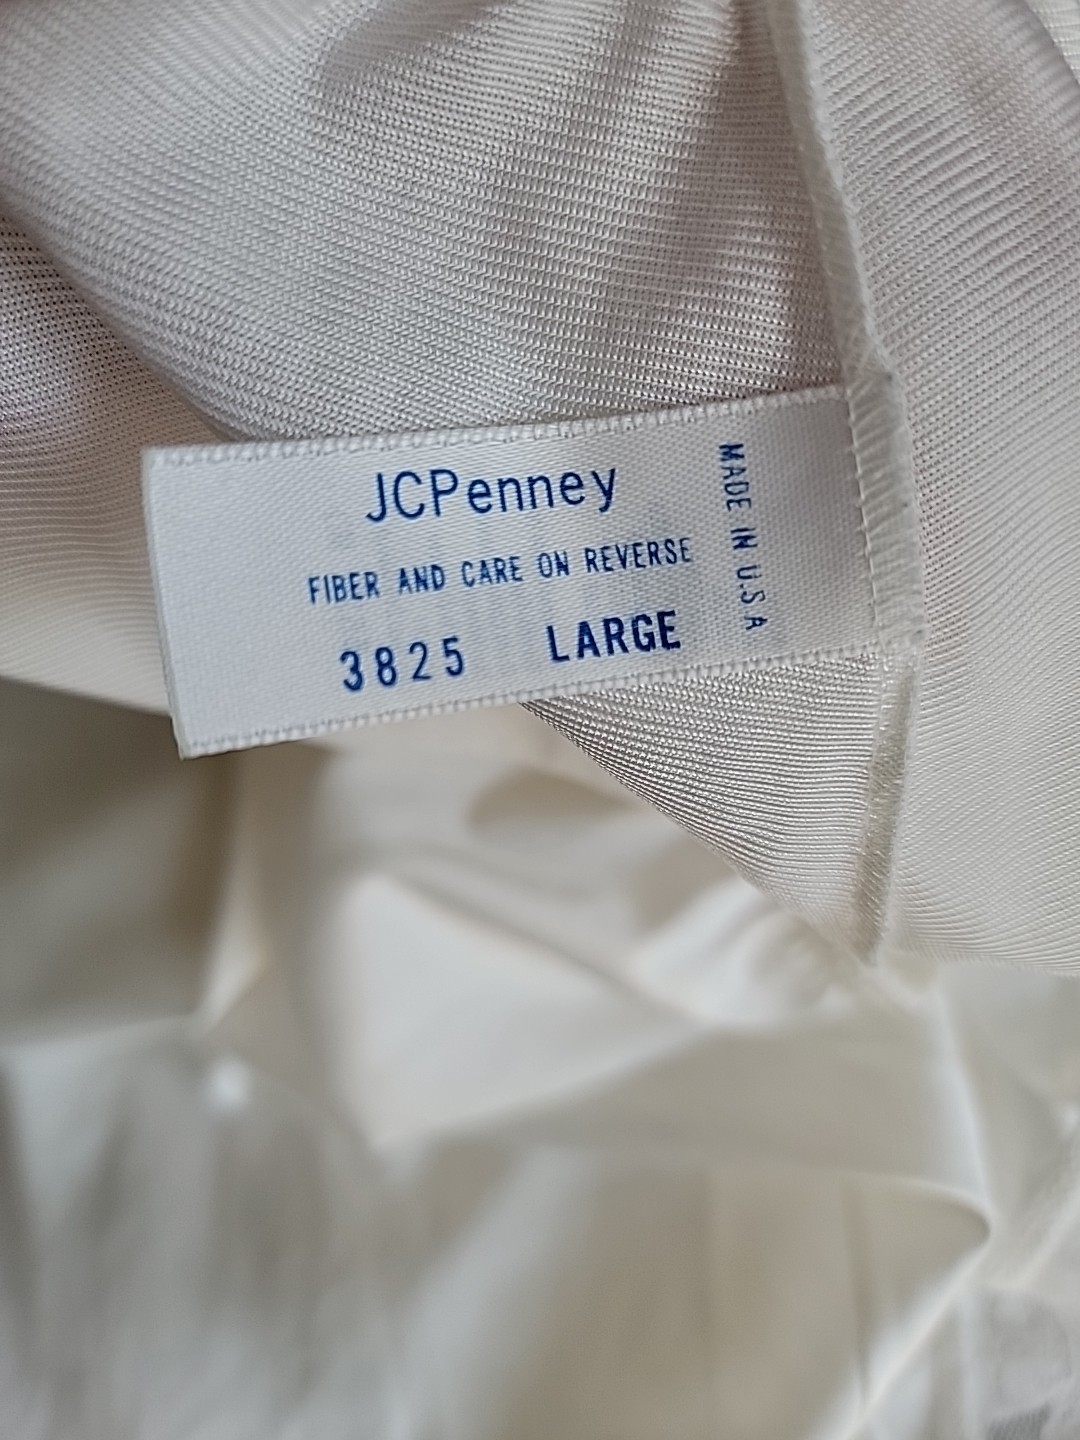 JCPenney
FIBER AND CARE ON REVERSE
3825 LARGE
MADE IN U.S.A